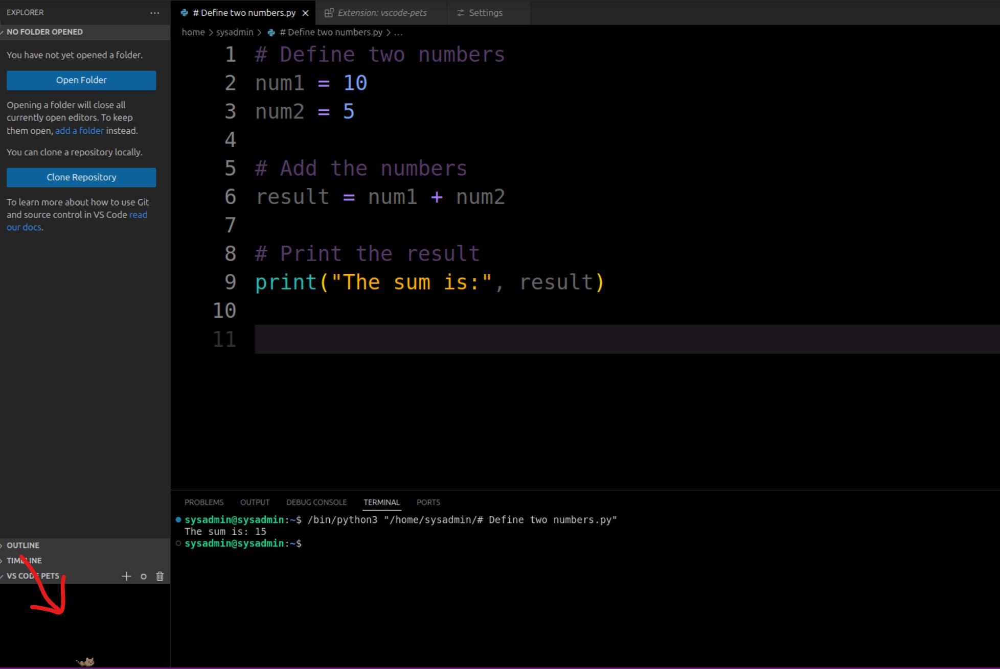 EXPLORER
NO FOLDER OPENED
You have not yet opened a folder.
Open Folder
Opening a folder will close all
currently open editors. To keep
them open, add a folder instead.
You can clone a repository locally.
Clone Repository
To learn more about how to use Git
and source control in VS Code read
our docs.
OUTLINE
TIMELINE
VS CODE PETS
# Define two numbers.py
Extension: vscode-pets
Settings
home > sysadmin > # Define two numbers.py > ...
1 # Define two numbers
2 num1 = 10
3 num2 = 5
4
5 # Add the numbers
6 result = num1 + num2
7
8 # Print the result
9 print("The sum is:", result)
10
11
PROBLEMS OUTPUT DEBUG CONSOLE TERMINAL PORTS
sysadmin@sysadmin:~$ /bin/python3 "/home/sysadmin/# Define two numbers.py"
The sum is: 15
sysadmin@sysadmin:~$